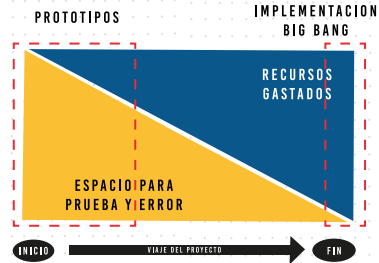 PROTOTIPOS
IMPLEMENTACION
BIG BANG
RECURSOS
GASTADOS
ESPACIO PARA
PRUEBA Y ERROR
INICIO
VIAJE DEL PROYECTO
FIN